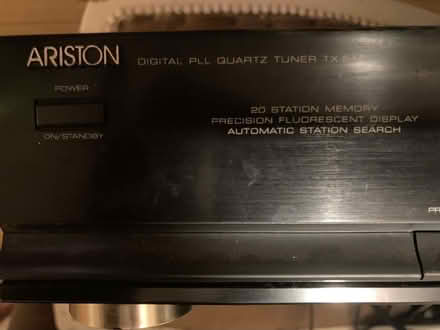 ARISTON
DIGITAL PLL QUARTZ TUNER
POWER
20 STATION MEMORY
PRECISION FLUORESCENT DISPLAY
AUTOMATIC STATION SEARCH
ON/STANDBY